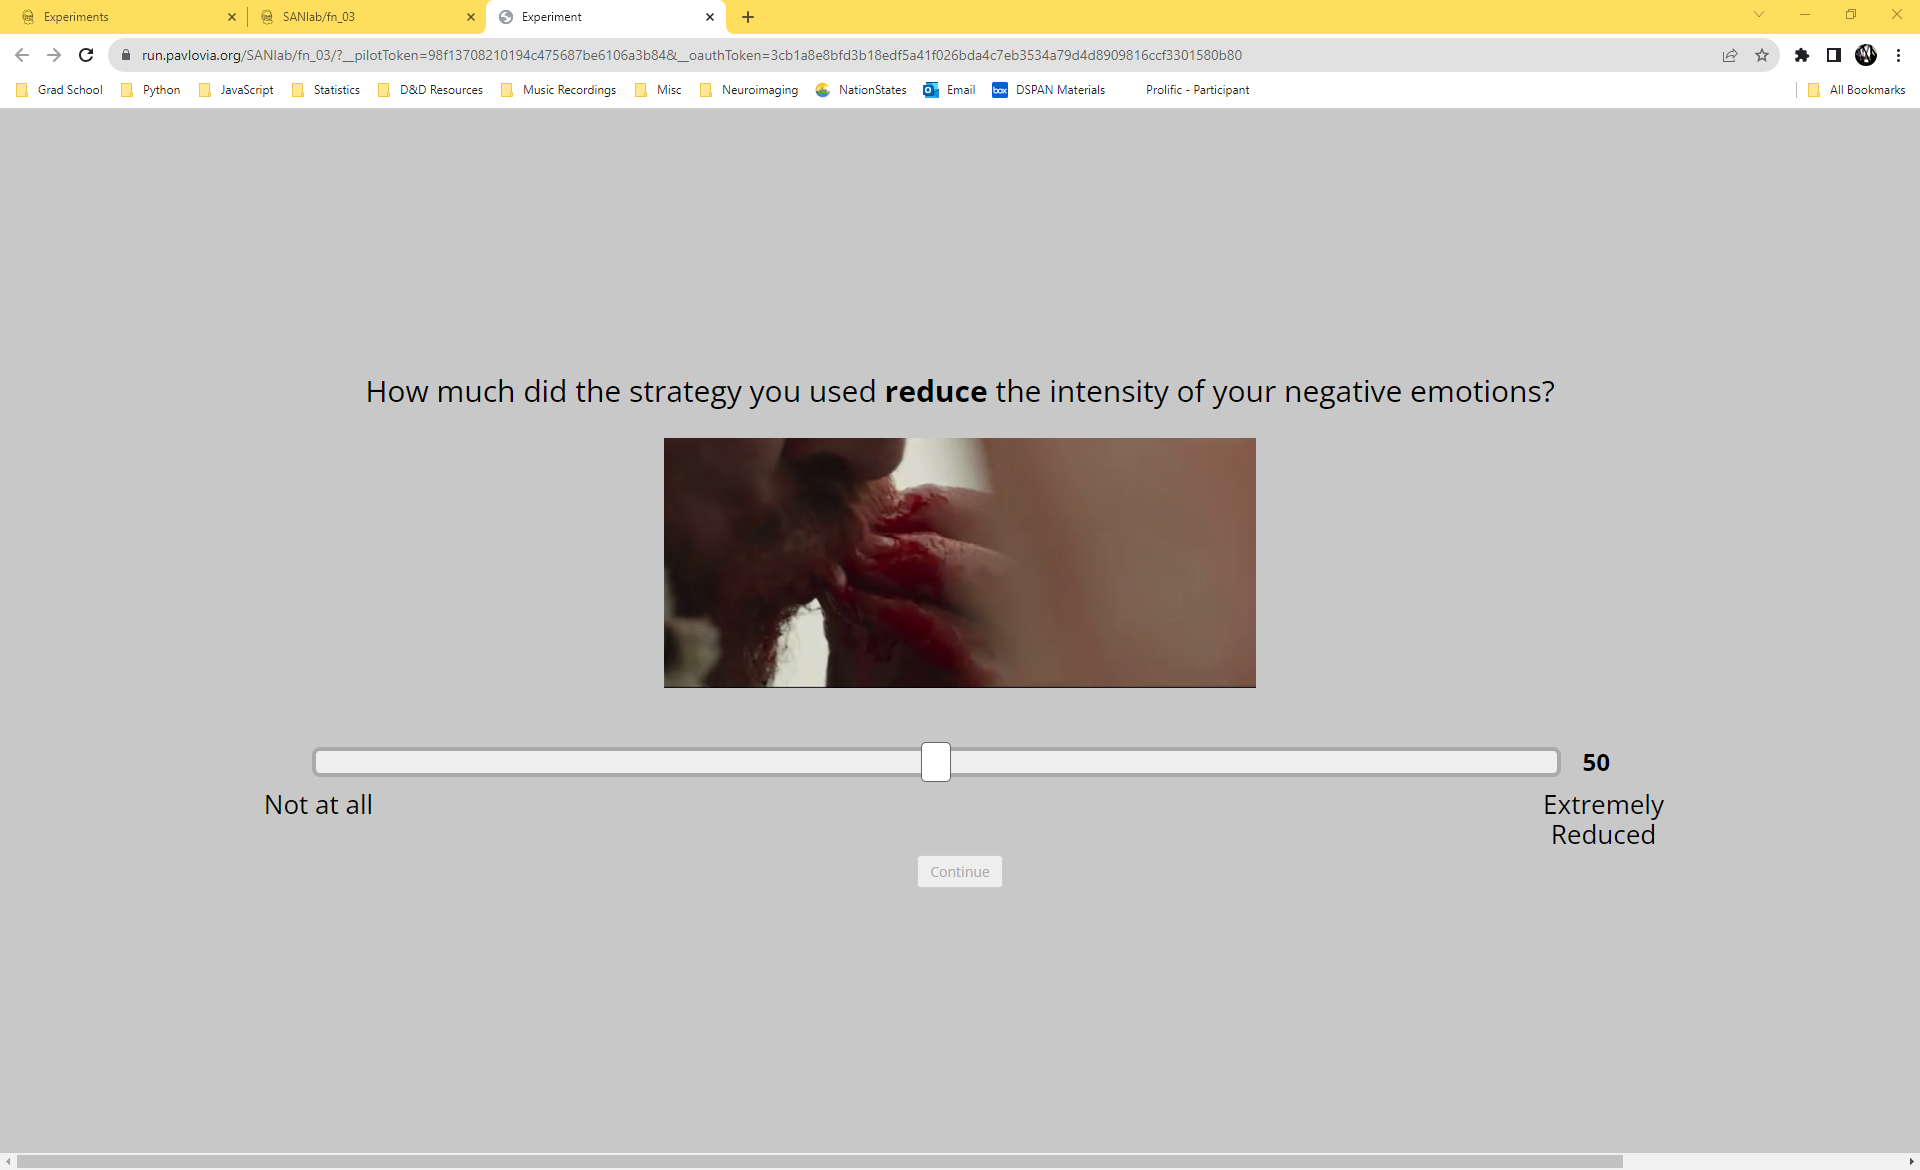 Experiments
SANlab/fn_03
Experiment
run.pavlovia.org/SANlab/fn_03/?__pilotToken=98f13708210194c475687be6106a3b84&__oauthToken=3cb1a8e8bfd3b18edf5a41f026bda4c7eb3534a79d4d8909816ccf3301580b80
Grad School
Python
JavaScript
Statistics
D&D Resources
Music Recordings
Misc
Neuroimaging
NationStates
Email
box
DSPAN Materials
Prolific - Participant
All Bookmarks
How much did the strategy you used reduce the intensity of your negative emotions?
50
Not at all
Extremely
Reduced
Continue